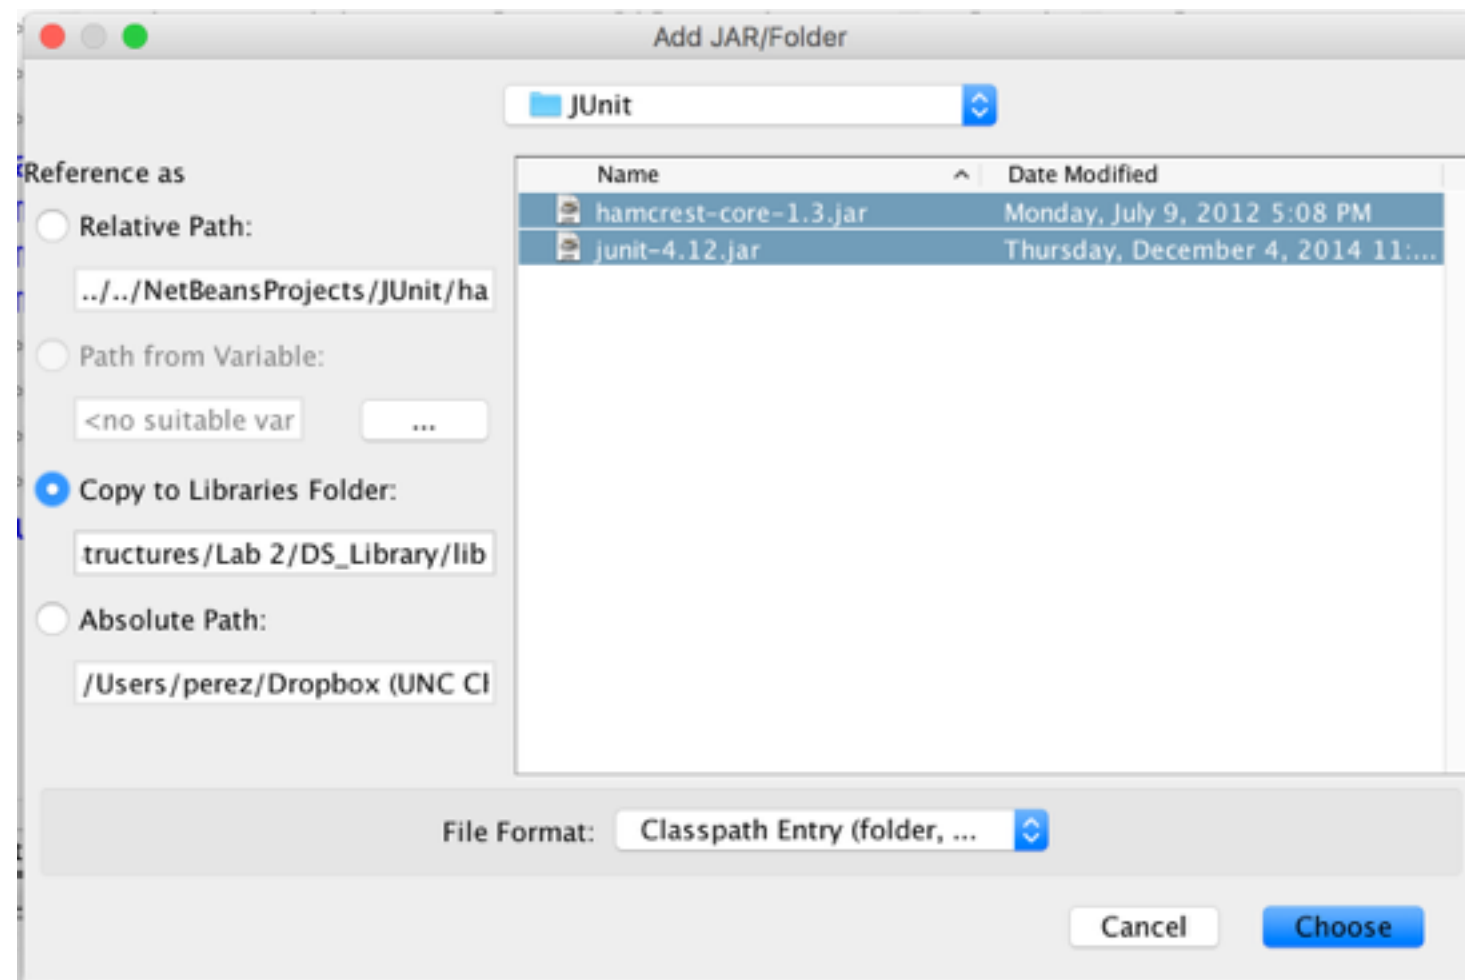 Add JAR/Folder
JUnit
Reference as
Relative Path:
../../NetBeansProjects/JUnit/ha
Path from Variable:
<no suitable var
...
Copy to Libraries Folder:
tructures/Lab 2/DS_Library/lib
Absolute Path:
/Users/perez/Dropbox (UNC Cl
Name Date Modified
hamcrest-core-1.3.jar Monday, July 9, 2012 5:08 PM
junit-4.12.jar Thursday, December 4, 2014 11:...
File Format: Classpath Entry (folder, ...
Cancel Choose